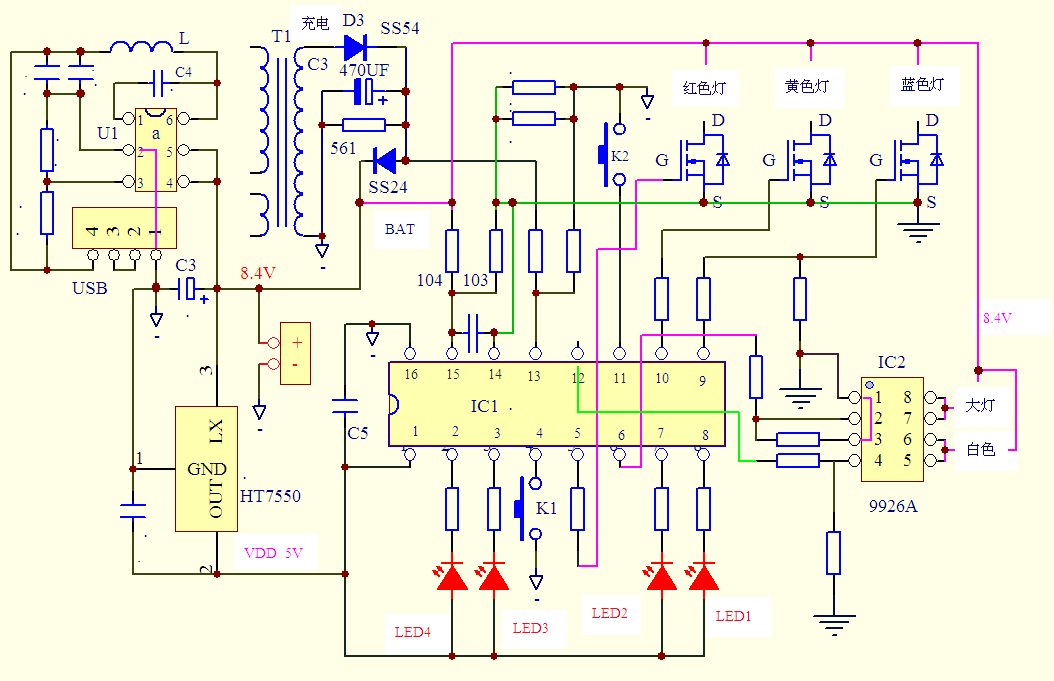 充电 D3 SS54
L T1 C3
C4 470UF +
红色灯 黄色灯 蓝色灯
U1 1 a 6
2 5
3 4
561 K2
D D D
G G G
S S S
SS24
4 3 2 1
USB
BAT
C3 +
8.4V
104 103
8.4V
+
-
3
16 15 14 13 12 11 10 9
IC1
C5
1 2 3 4 5 6 7 8
IC2
1 8
2 7
3 6
4 5
大灯
白色
9926A
1
LX
GND
OUT
HT7550
K1
VDD 5V
2
LED4 LED3 LED2 LED1